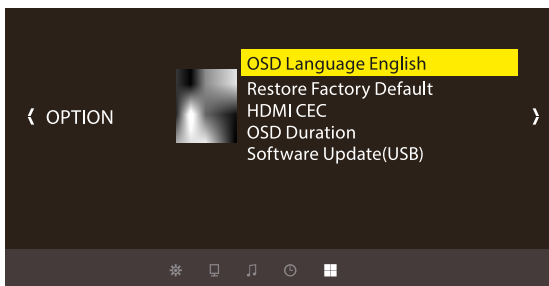 OPTION
OSD Language English
Restore Factory Default
HDMI CEC
OSD Duration
Software Update(USB)